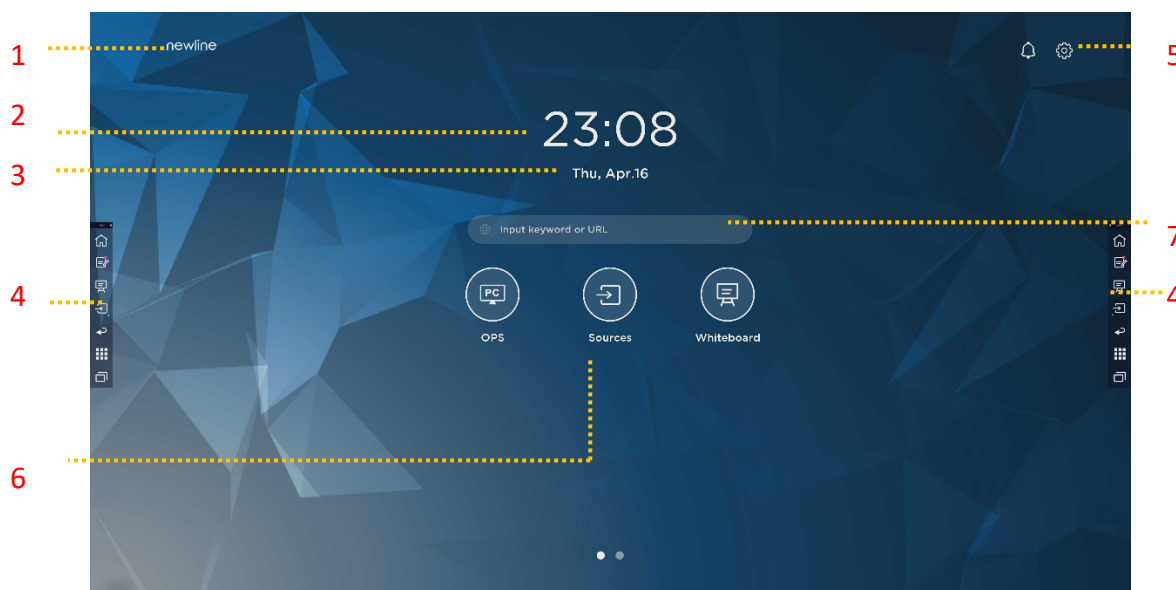 newline
1
5
2
23:08
3
Thu, Apr.16
Input keyword or URL
7
4
4
PC
OPS
Sources
Whiteboard
6